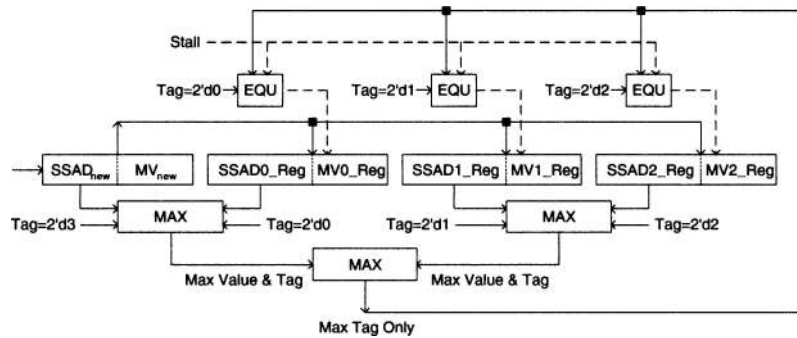 Stall
Tag=2'd0 EQU Tag=2'd1 EQU Tag=2'd2 EQU
SSADnew MVnew SSAD0_Reg MV0_Reg SSAD1_Reg MV1_Reg SSAD2_Reg MV2_Reg
MAX MAX
Tag=2'd3 Tag=2'd0 Tag=2'd1 Tag=2'd2
MAX
Max Value & Tag Max Value & Tag
Max Tag Only